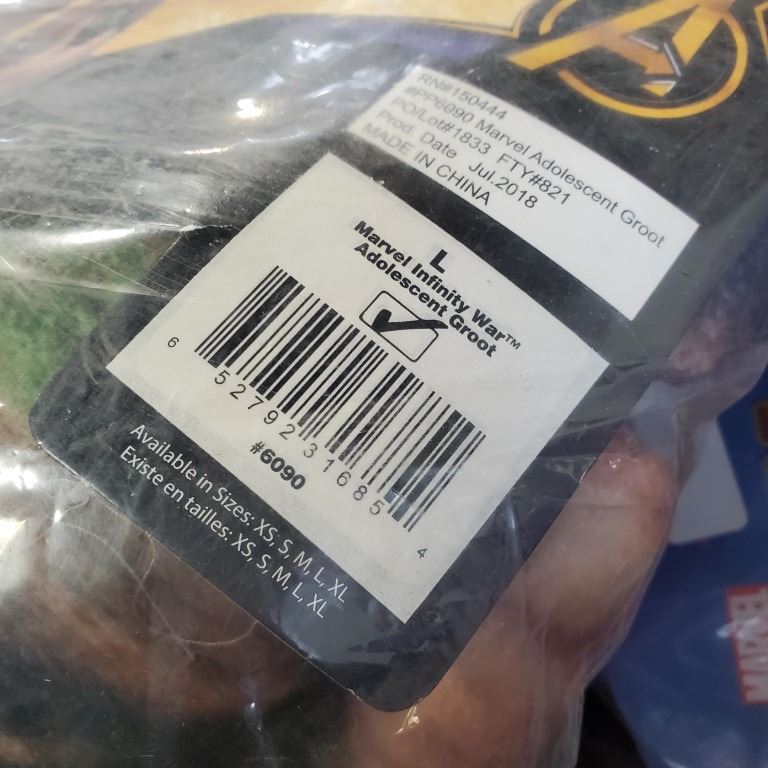 RN#150444
#PP6090 Marvel Adolescent Groot
PO/Lot#1833 FTY#821
Prod Date Jul.2018
MADE IN CHINA
L
Marvel Infinity War™
Adolescent Groot
6 52792 31685 4
#6090
Available in Sizes: XS, S, M, L, XL
Existe en tailles: XS, S, M, L, XL
MARVEL